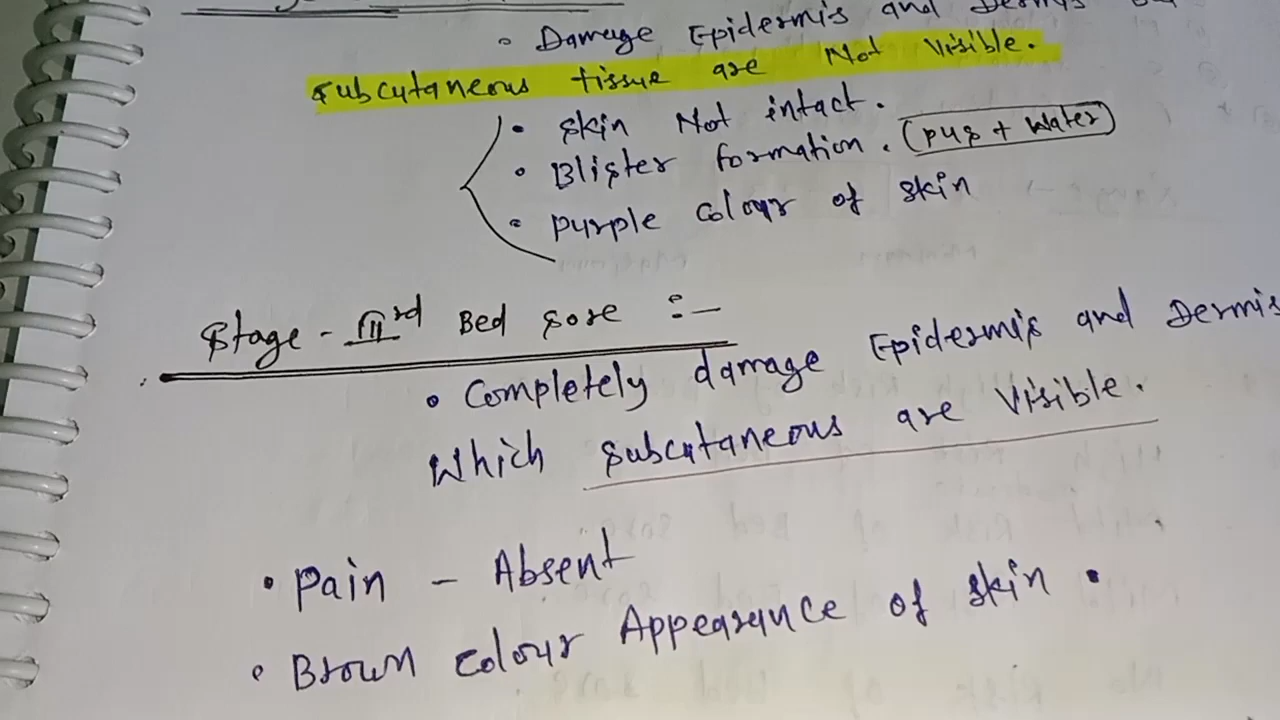 • Damage Epidermis and Dermis
Subcutaneous tissue are Not Visible.
• Skin Not intact.
• Blister formation. (pus + Water)
• Purple Colour of Skin
Stage - IIIrd Bed Sore :-
• Completely damage Epidermis and Dermis
Which Subcutaneous are Visible.
• Pain - Absent
• Brown Colour Appearance of Skin •